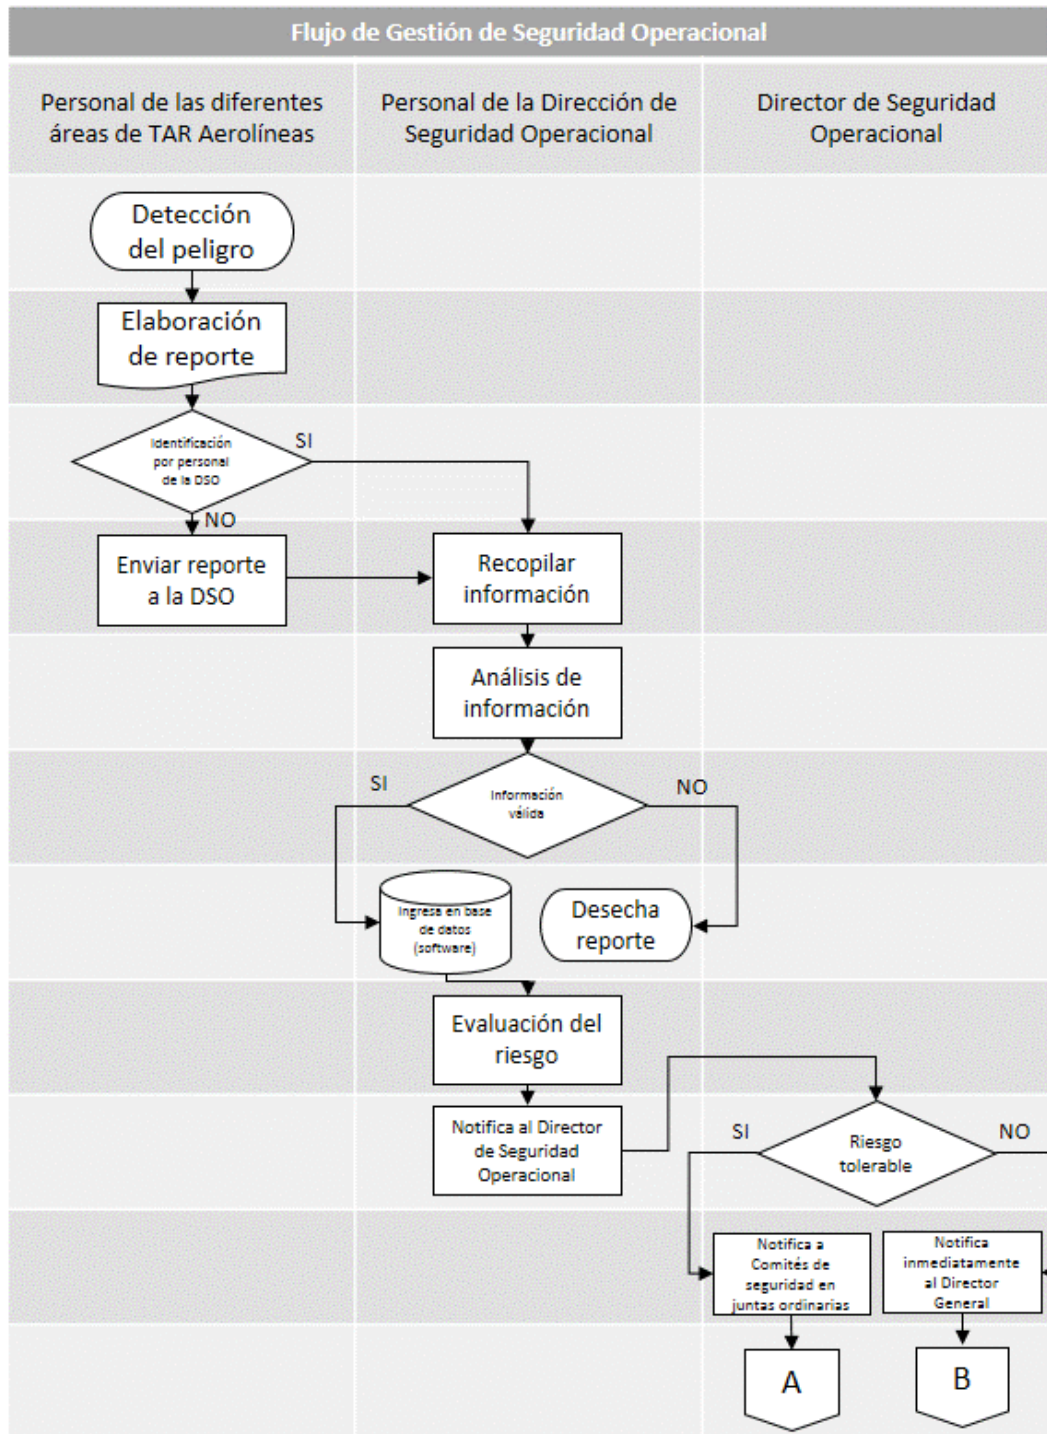 Flujo de Gestión de Seguridad Operacional
Personal de las diferentes
áreas de TAR Aerolíneas
Personal de la Dirección de
Seguridad Operacional
Director de Seguridad
Operacional
Detección
del peligro
Elaboración
de reporte
Identificación
por personal
de la DSO
SI
NO
Enviar reporte
a la DSO
Recopilar
información
Análisis de
información
SI
Información
válida
NO
Ingresa en base
de datos
(software)
Desecha
reporte
Evaluación del
riesgo
Notifica al Director
de Seguridad
Operacional
SI
Riesgo
tolerable
NO
Notifica a
Comités de
seguridad en
juntas ordinarias
Notifica
inmediatamente
al Director
General
A
B